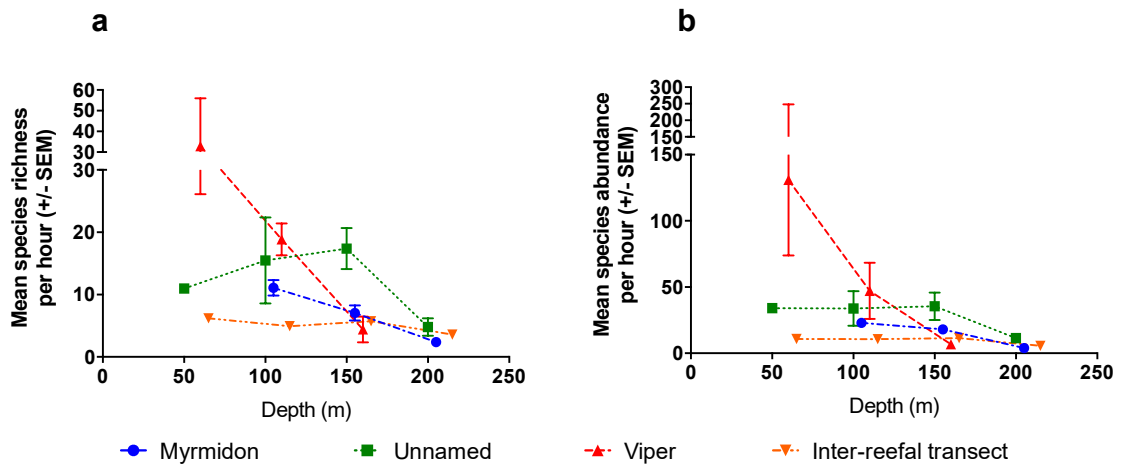 a
b
Mean species richness
per hour (+/- SEM)
60
50
40
30
30
20
10
0
0
50
100
150
200
250
Depth (m)
Mean species abundance
per hour (+/- SEM)
300
250
200
150
150
100
50
0
0
50
100
150
200
250
Depth (m)
Myrmidon
Unnamed
Viper
Inter-reefal transect